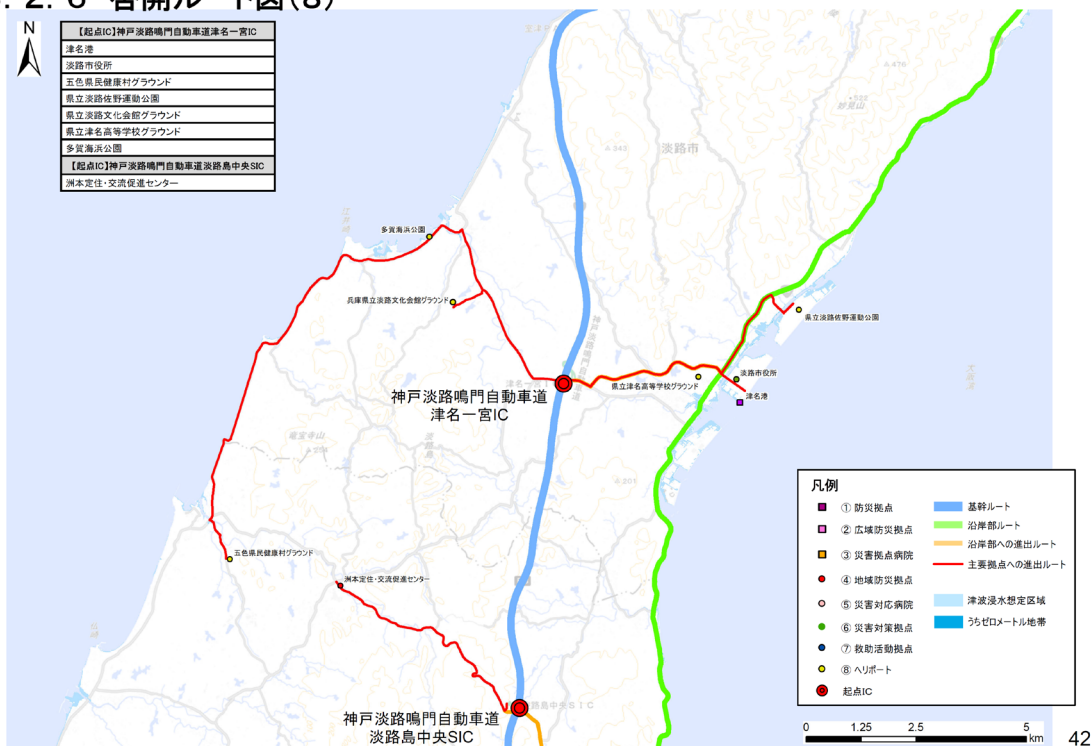 N
【起点IC】神戸淡路鳴門自動車道津名一宮IC
津名港
淡路市役所
五色県民健康村グラウンド
県立淡路佐野運動公園
県立淡路文化会館グラウンド
県立津名高等学校グラウンド
多賀海浜公園
【起点IC】神戸淡路鳴門自動車道淡路島中央SIC
洲本定住・交流促進センター
淡路市
妙見山
多賀海浜公園
兵庫県立淡路文化会館グラウンド
県立淡路佐野運動公園
県立津名高等学校グラウンド
淡路市役所
津名港
神戸淡路鳴門自動車道
津名一宮IC
竜宝寺山
淡路島
五色県民健康村グラウンド
洲本定住・交流促進センター
神戸淡路鳴門自動車道
淡路島中央SIC
凡例
① 防災拠点
② 広域防災拠点
③ 災害拠点病院
④ 地域防災拠点
⑤ 災害対応病院
⑥ 災害対策拠点
⑦ 救助活動拠点
⑧ ヘリポート
起点IC
基幹ルート
沿岸部ルート
沿岸部への進出ルート
主要拠点への進出ルート
津波浸水想定区域
うちゼロメートル地帯
0 1.25 2.5 5
km
42